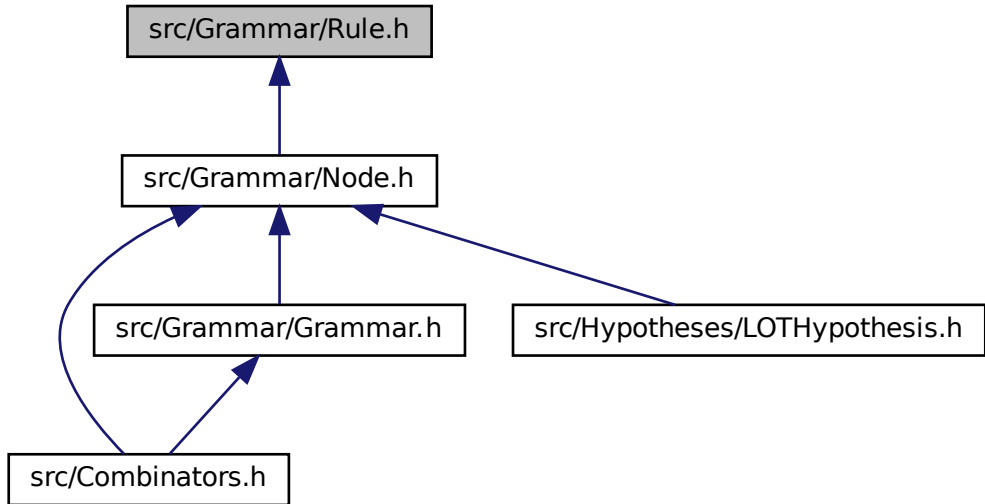 src/Grammar/Rule.h
src/Grammar/Node.h
src/Grammar/Grammar.h
src/Hypotheses/LOTHypothesis.h
src/Combinators.h